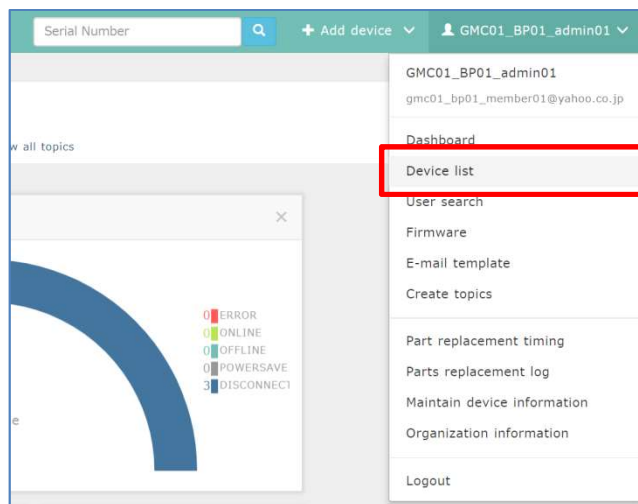 Serial Number
Add device
GMC01_BP01_admin01
GMC01_BP01_admin01
gmc01_bp01_member01@yahoo.co.jp
w all topics
Dashboard
Device list
User search
Firmware
E-mail template
Create topics
Part replacement timing
Parts replacement log
Maintain device information
Organization information
Logout
0 ERROR
0 ONLINE
0 OFFLINE
0 POWERSAVE
3 DISCONNECT
e